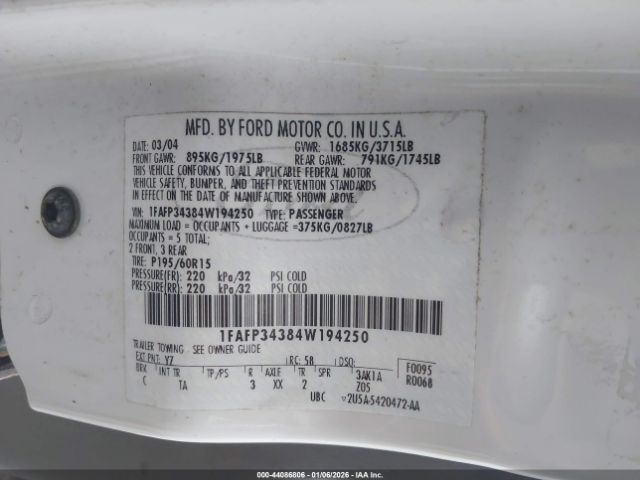 MFD. BY FORD MOTOR CO. IN U.S.A.
DATE: 03/04 GVWR: 1685KG/3715LB
FRONT GAWR: 895KG/1975LB REAR GAWR: 791KG/1745LB
THIS VEHICLE CONFORMS TO ALL APPLICABLE FEDERAL MOTOR
VEHICLE SAFETY, BUMPER, AND THEFT PREVENTION STANDARDS
IN EFFECT ON THE DATE OF MANUFACTURE SHOWN ABOVE.
VIN: 1FAFP34384W194250 TYPE: PASSENGER
MAXIMUM LOAD = OCCUPANTS + LUGGAGE =375KG/0827LB
OCCUPANTS = 5 TOTAL;
2 FRONT, 3 REAR
TIRE: P195/60R15
PRESSURE(FR): 220 kPa/32 PSI COLD
PRESSURE(RR): 220 kPa/32 PSI COLD
1FAFP34384W194250
TRAILER TOWING - SEE OWNER GUIDE
EXT PNT: YZ RC: 58 DSO: F0095
BRK INT TR TP/PS R AXLE TR SPR 3AK1A R0068
C TA 3 XX 2 Z05
UBC 2U5A-5420472-AA
(000-44086806 - 01/06/2026 - IAA Inc.)